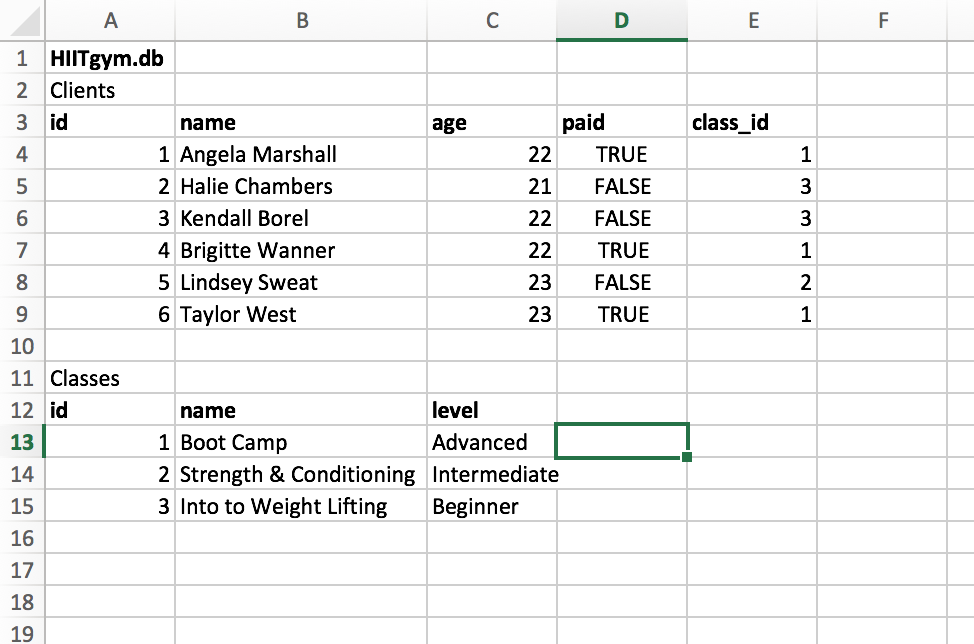 A B C D E F
1 HIITgym.db
2 Clients
3 id name age paid class_id
4 1 Angela Marshall 22 TRUE 1
5 2 Halie Chambers 21 FALSE 3
6 3 Kendall Borel 22 FALSE 3
7 4 Brigitte Wanner 22 TRUE 1
8 5 Lindsey Sweat 23 FALSE 2
9 6 Taylor West 23 TRUE 1
10
11 Classes
12 id name level
13 1 Boot Camp Advanced
14 2 Strength & Conditioning Intermediate
15 3 Into to Weight Lifting Beginner
16
17
18
19